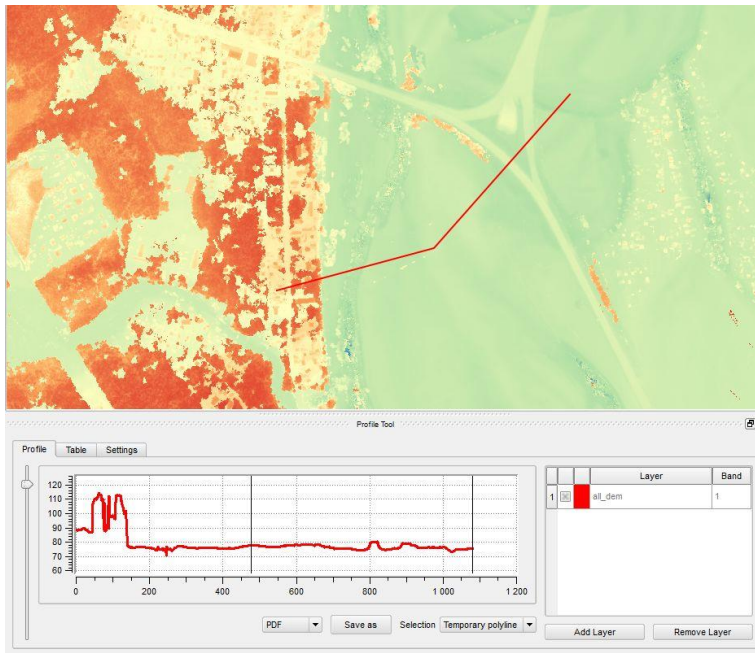 Profile Tool
Profile Table Settings
120
110
100
90
80
70
60
0 200 400 600 800 1 000 1 200
Layer Band
1 all_dem 1
PDF Save as Selection Temporary polyline
Add Layer Remove Layer